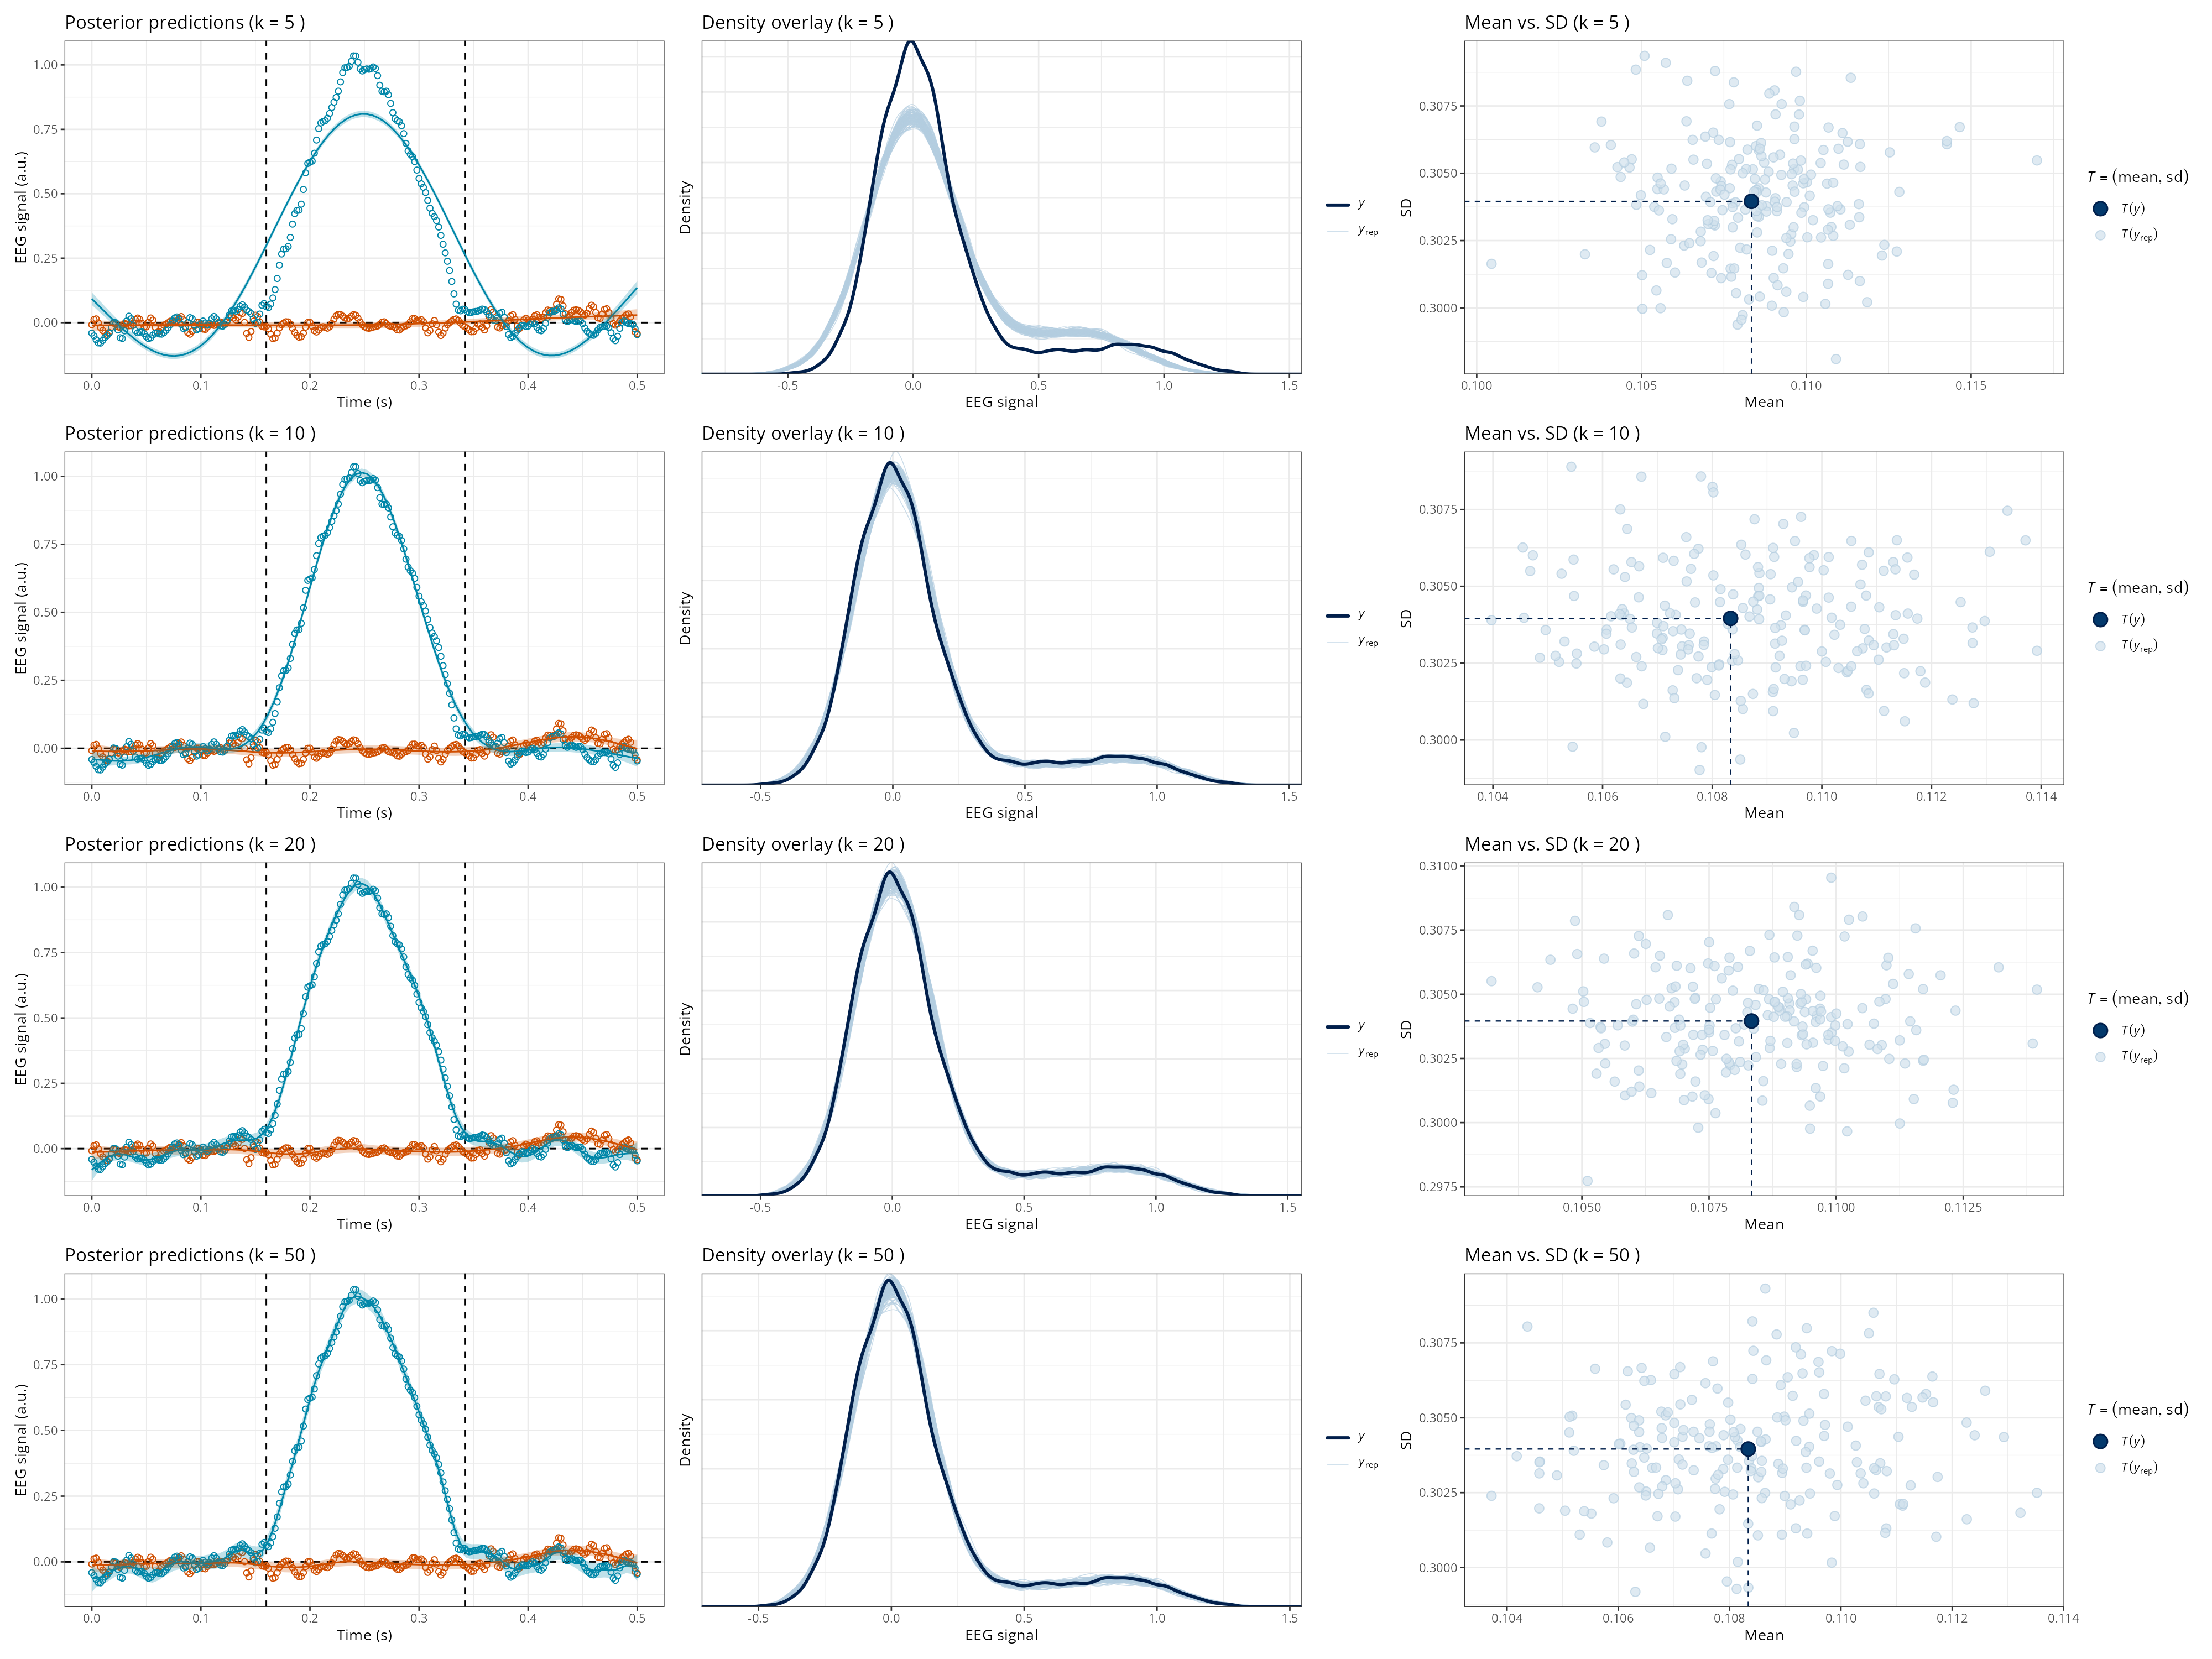 Posterior predictions (k = 5 )
EEG signal (a.u.)
1.00
0.75
0.50
0.25
0.00
0.0 0.1 0.2 0.3 0.4 0.5
Time (s)
Density overlay (k = 5 )
Density
-0.5 0.0 0.5 1.0 1.5
EEG signal
y
yrep
Mean vs. SD (k = 5 )
SD
0.3075
0.3050
0.3025
0.3000
0.100 0.105 0.110 0.115
Mean
T = (mean, sd)
T(y)
T(yrep)
Posterior predictions (k = 10 )
EEG signal (a.u.)
1.00
0.75
0.50
0.25
0.00
0.0 0.1 0.2 0.3 0.4 0.5
Time (s)
Density overlay (k = 10 )
Density
-0.5 0.0 0.5 1.0 1.5
EEG signal
y
yrep
Mean vs. SD (k = 10 )
SD
0.3075
0.3050
0.3025
0.3000
0.104 0.106 0.108 0.110 0.112 0.114
Mean
T = (mean, sd)
T(y)
T(yrep)
Posterior predictions (k = 20 )
EEG signal (a.u.)
1.00
0.75
0.50
0.25
0.00
0.0 0.1 0.2 0.3 0.4 0.5
Time (s)
Density overlay (k = 20 )
Density
-0.5 0.0 0.5 1.0 1.5
EEG signal
y
yrep
Mean vs. SD (k = 20 )
SD
0.3100
0.3075
0.3050
0.3025
0.3000
0.2975
0.1050 0.1075 0.1100 0.1125
Mean
T = (mean, sd)
T(y)
T(yrep)
Posterior predictions (k = 50 )
EEG signal (a.u.)
1.00
0.75
0.50
0.25
0.00
0.0 0.1 0.2 0.3 0.4 0.5
Time (s)
Density overlay (k = 50 )
Density
-0.5 0.0 0.5 1.0 1.5
EEG signal
y
yrep
Mean vs. SD (k = 50 )
SD
0.3075
0.3050
0.3025
0.3000
0.104 0.106 0.108 0.110 0.112 0.114
Mean
T = (mean, sd)
T(y)
T(yrep)